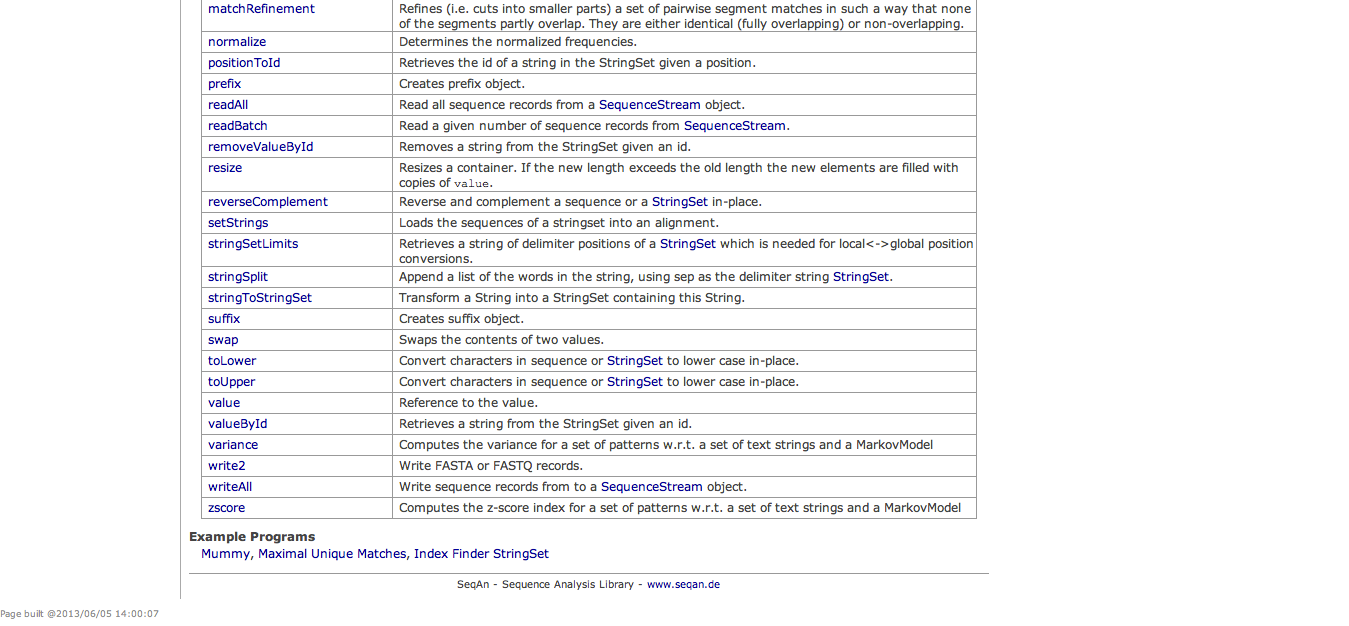 matchRefinement Refines (i.e. cuts into smaller parts) a set of pairwise segment matches in such a way that none
of the segments partly overlap. They are either identical (fully overlapping) or non-overlapping.
normalize Determines the normalized frequencies.
positionToId Retrieves the id of a string in the StringSet given a position.
prefix Creates prefix object.
readAll Read all sequence records from a SequenceStream object.
readBatch Read a given number of sequence records from SequenceStream.
removeValueById Removes a string from the StringSet given an id.
resize Resizes a container. If the new length exceeds the old length the new elements are filled with
copies of value.
reverseComplement Reverse and complement a sequence or a StringSet in-place.
setStrings Loads the sequences of a stringset into an alignment.
stringSetLimits Retrieves a string of delimiter positions of a StringSet which is needed for local<->global position
conversions.
stringSplit Append a list of the words in the string, using sep as the delimiter string StringSet.
stringToStringSet Transform a String into a StringSet containing this String.
suffix Creates suffix object.
swap Swaps the contents of two values.
toLower Convert characters in sequence or StringSet to lower case in-place.
toUpper Convert characters in sequence or StringSet to lower case in-place.
value Reference to the value.
valueById Retrieves a string from the StringSet given an id.
variance Computes the variance for a set of patterns w.r.t. a set of text strings and a MarkovModel
write2 Write FASTA or FASTQ records.
writeAll Write sequence records from to a SequenceStream object.
zscore Computes the z-score index for a set of patterns w.r.t. a set of text strings and a MarkovModel
Example Programs
Mummy, Maximal Unique Matches, Index Finder StringSet
SeqAn - Sequence Analysis Library - www.seqan.de
Page built @2013/06/05 14:00:07